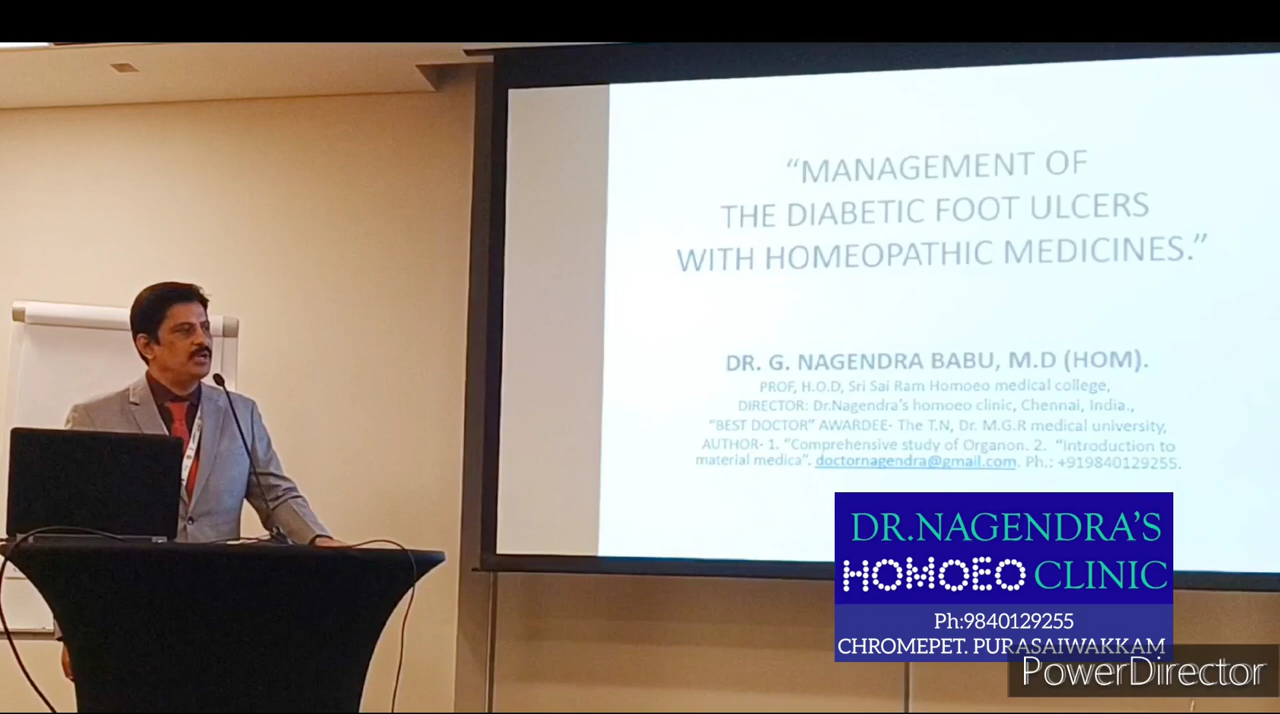 “MANAGEMENT OF
THE DIABETIC FOOT ULCERS
WITH HOMEOPATHIC MEDICINES.”
DR. G. NAGENDRA BABU, M.D (HOM).
PROF, H.O.D, Sri Sai Ram Homoeo medical college,
DIRECTOR: Dr.Nagendra's homoeo clinic, Chennai, India.,
“BEST DOCTOR” AWARDEE- The T.N, Dr. M.G.R medical university,
AUTHOR- 1. “Comprehensive study of Organon. 2. “Introduction to
material medica”. doctornagendra@gmail.com. Ph.: +919840129255.
DR.NAGENDRA'S
HOMOEO CLINIC
Ph:9840129255
CHROMEPET. PURASAIWAKKAM
PowerDirector